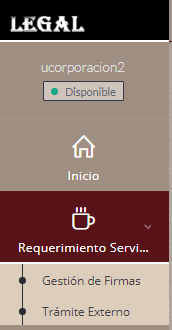 LEGAL
ucorporacion2
Disponible
Inicio
Requerimiento Servi...
Gestión de Firmas
Trámite Externo